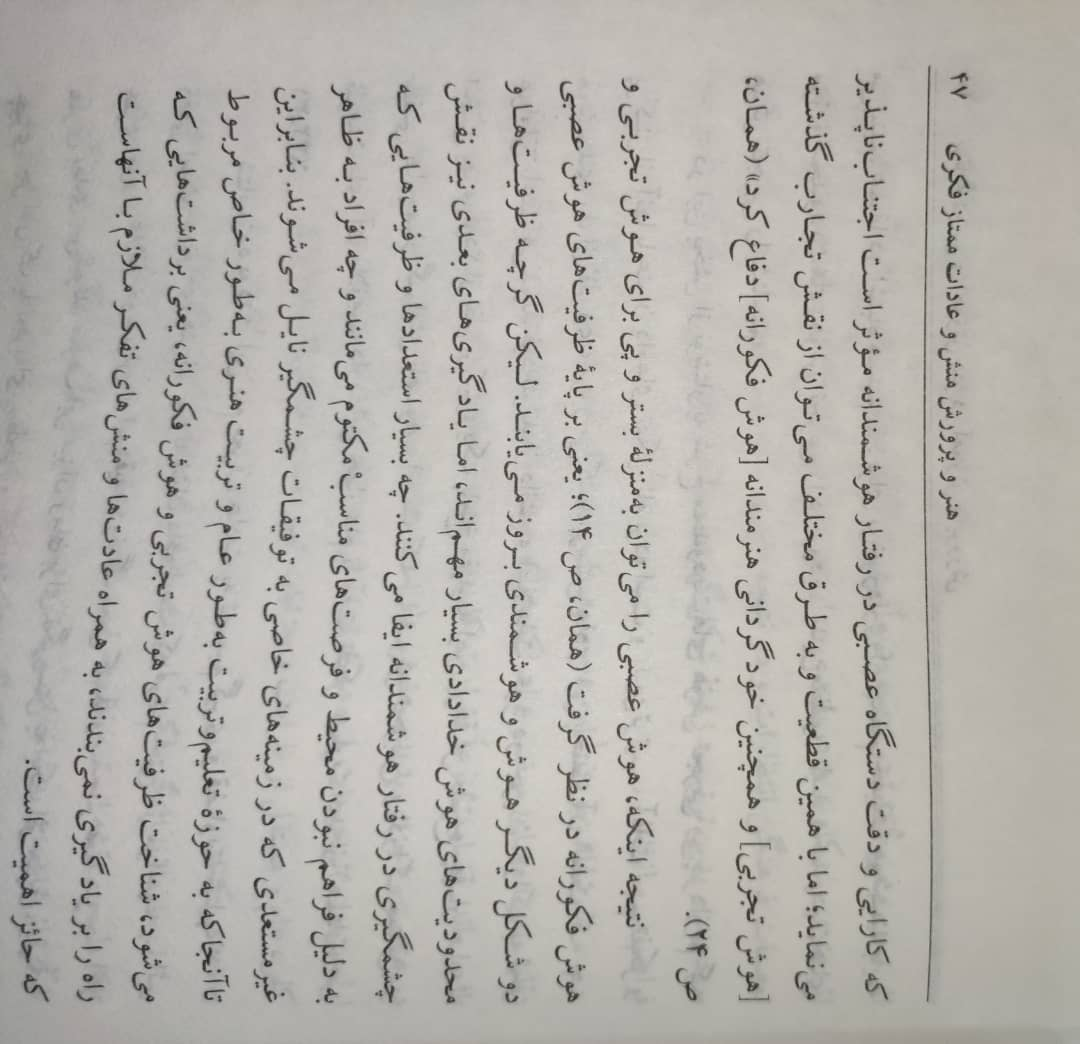 هنر و پرورش منش و عادات ممتاز فکری ۴۷
که کارایی و دقت دستگاه عصبی در رفتار هوشمندانه مؤثر است اجتناب‌ناپذیر
می‌نماید؛ اما با همین قطعیت و به طرق مختلف می‌توان از نقش تجارب گذشته
[هوش تجربی] و همچنین خودگردانی هنرمندانه [هوش فکورانه] دفاع کرد» (همان،
ص ۲۴).
نتیجه اینکه، هوش عصبی را می‌توان به‌منزلهٔ بستر و پی برای هوش تجربی و
هوش فکورانه در نظر گرفت (همان، ص ۱۴)؛ یعنی بر پایهٔ ظرفیت‌های هوش عصبی
دو شکل دیگر هوش و هوشمندی بروز می‌یابند. لیکن گرچه ظرفیت‌ها و
محدودیت‌های هوش خدادادی بسیار مهم‌اند، اما یادگیری‌های بعدی نیز نقش
چشمگیری در رفتار هوشمندانه ایفا می‌کنند. چه بسیار استعدادها و ظرفیت‌هایی که
به دلیل فراهم نبودن محیط و فرصت‌های مناسبْ مکتوم می‌مانند و چه افراد به ظاهر
غیرمستعدی که در زمینه‌های خاصی به توفیقات چشمگیر نایل می‌شوند. بنابراین
تا آنجا که به حوزهٔ تعلیم‌وتربیت به‌طور عام و تربیت هنری به‌طور خاص مربوط
می‌شود، شناخت ظرفیت‌های هوش تجربی و هوش فکورانه، یعنی برداشت‌هایی که
راه را بر یادگیری نمی‌بندند، به همراه عادت‌ها و منش‌های تفکر ملازم با آنهاست
که حائز اهمیت است.